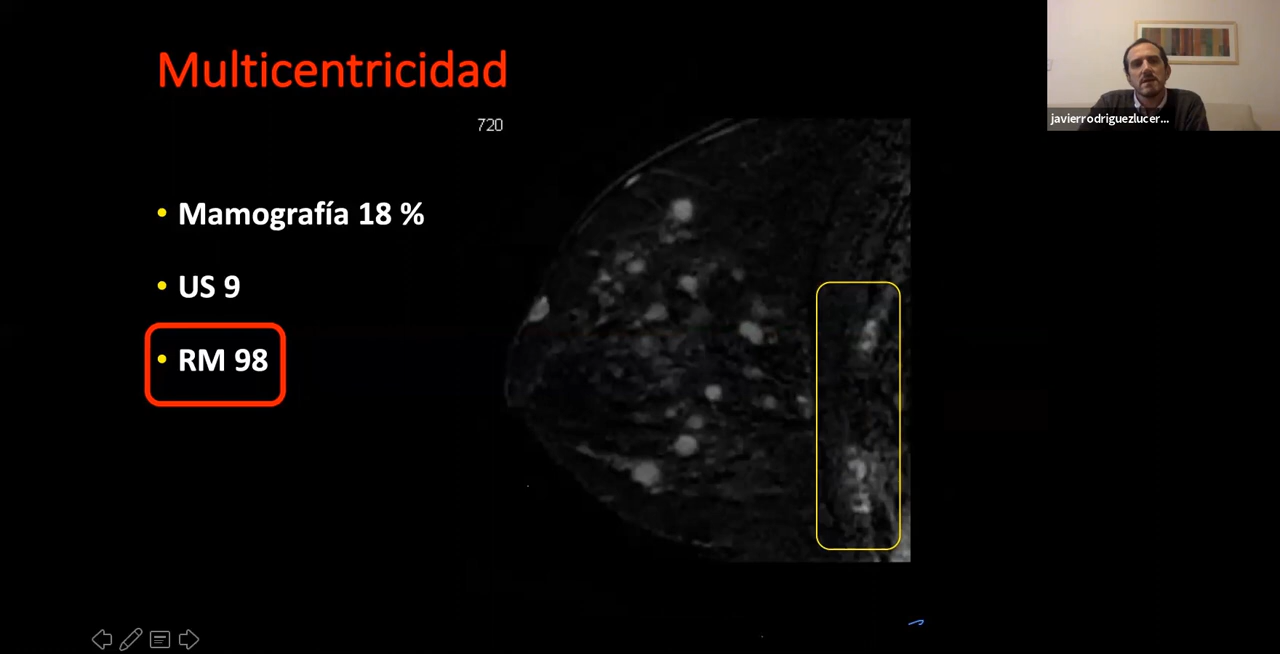 Multicentricidad
720
• Mamografía 18 %
• US 9
• RM 98
javierrodriguezlucer...